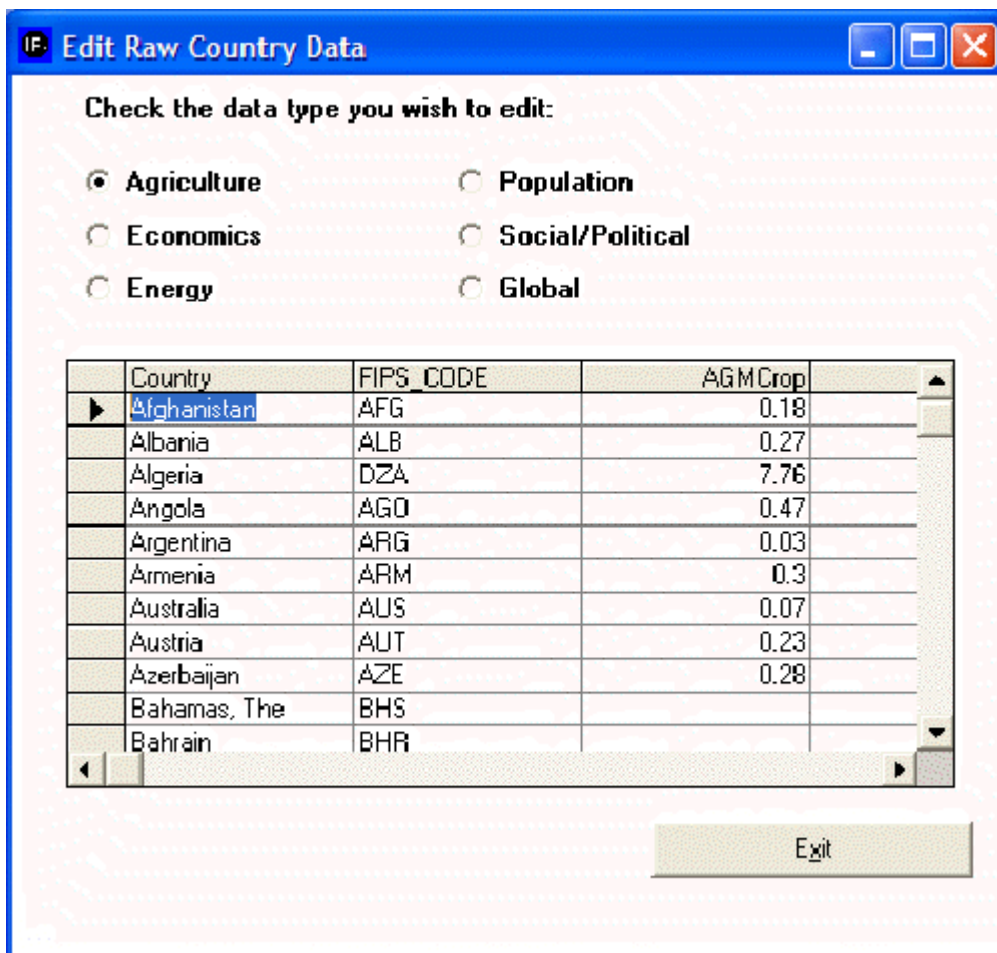 IF. Edit Raw Country Data
Check the data type you wish to edit:
Agriculture Population
Economics Social/Political
Energy Global
Country FIPS_CODE AGMCrop
Afghanistan AFG 0.18
Albania ALB 0.27
Algeria DZA 7.76
Angola AGO 0.47
Argentina ARG 0.03
Armenia ARM 0.3
Australia AUS 0.07
Austria AUT 0.23
Azerbaijan AZE 0.28
Bahamas, The BHS
Bahrain BHR
Exit